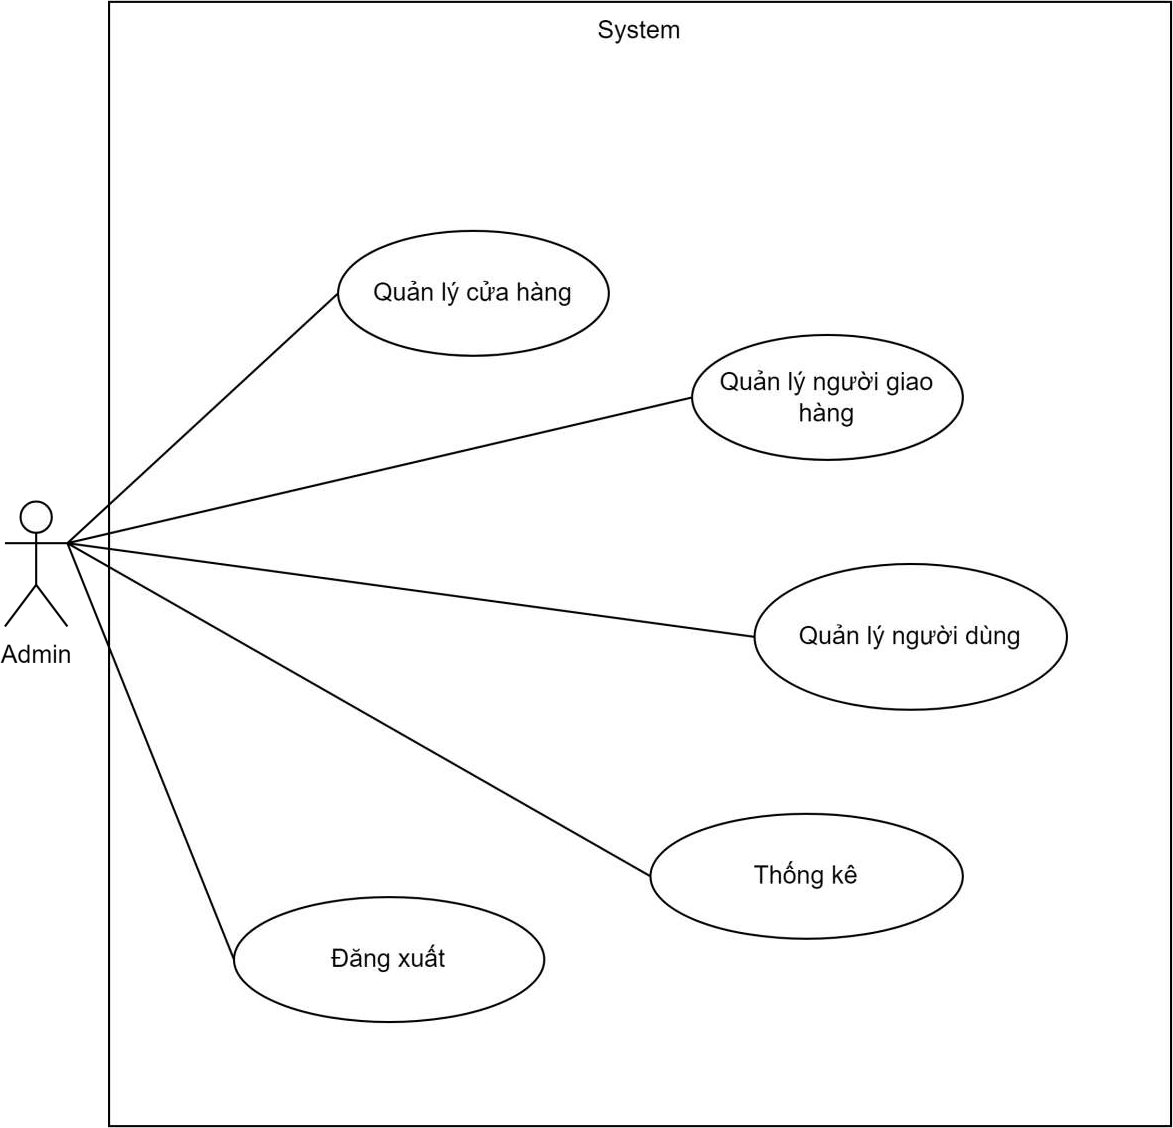 System
Quản lý cửa hàng
Quản lý người giao
hàng
Admin
Quản lý người dùng
Thống kê
Đăng xuất